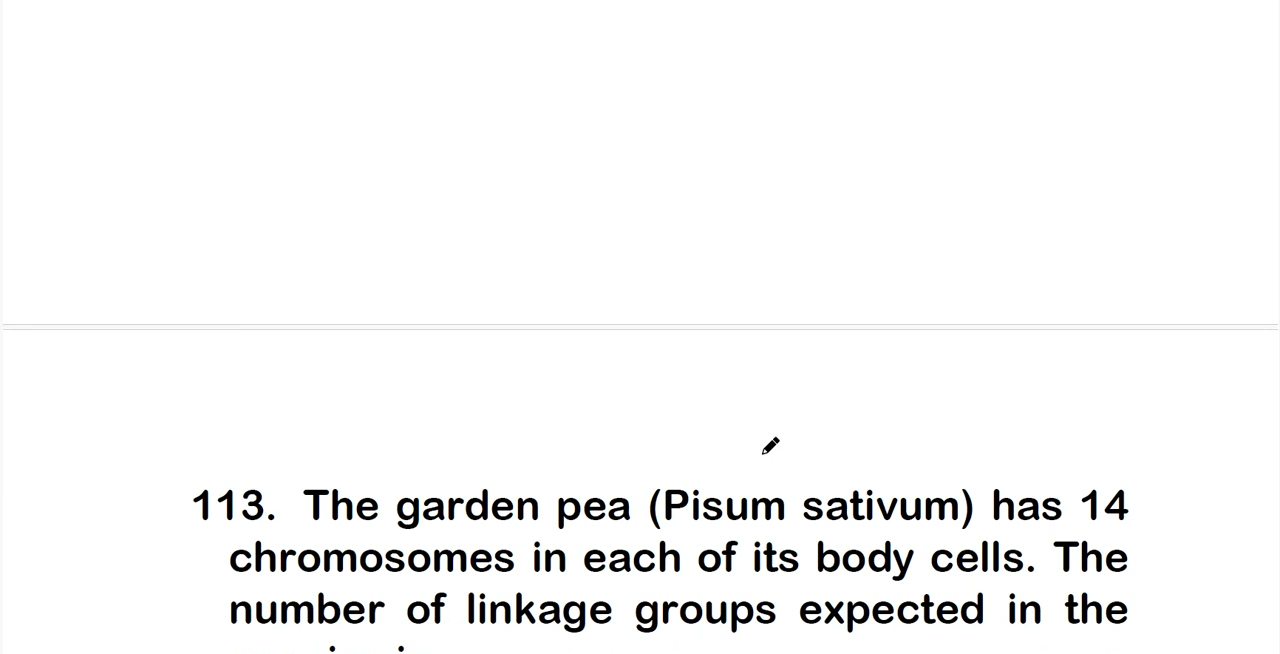 113. The garden pea (Pisum sativum) has 14
chromosomes in each of its body cells. The
number of linkage groups expected in the